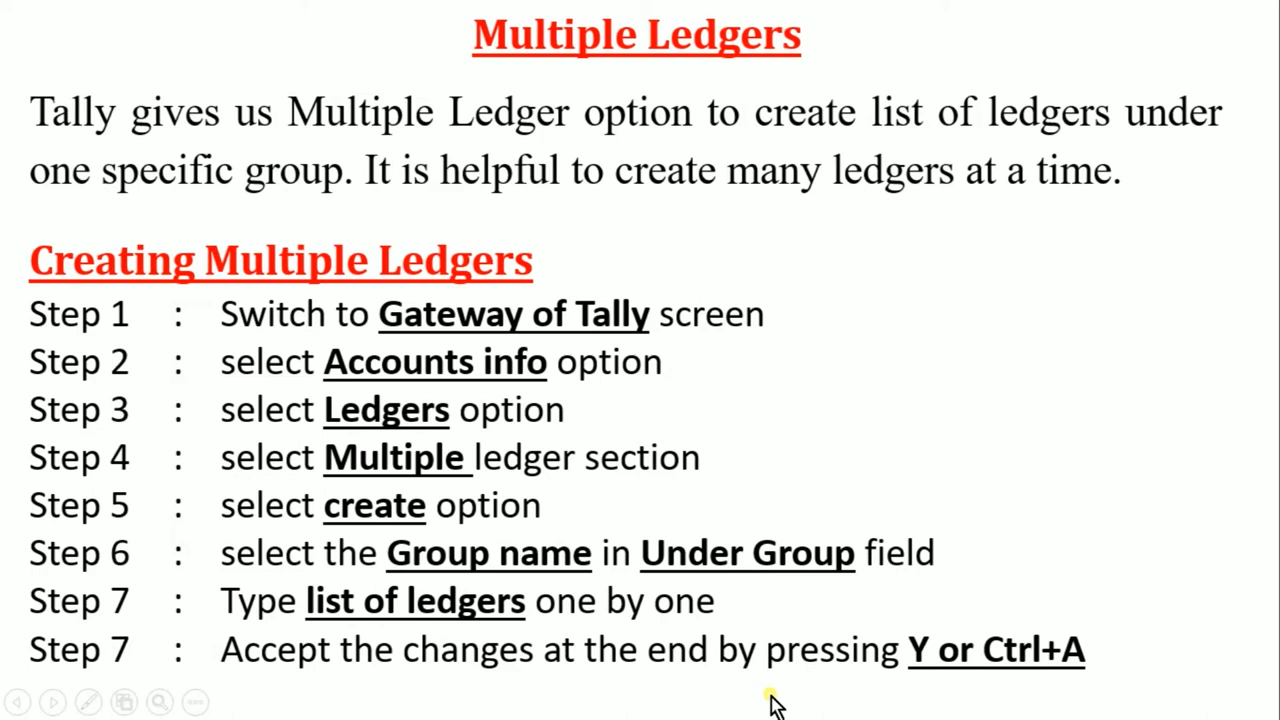 Multiple Ledgers
Tally gives us Multiple Ledger option to create list of ledgers under
one specific group. It is helpful to create many ledgers at a time.
Creating Multiple Ledgers
Step 1 : Switch to Gateway of Tally screen
Step 2 : select Accounts info option
Step 3 : select Ledgers option
Step 4 : select Multiple ledger section
Step 5 : select create option
Step 6 : select the Group name in Under Group field
Step 7 : Type list of ledgers one by one
Step 7 : Accept the changes at the end by pressing Y or Ctrl+A